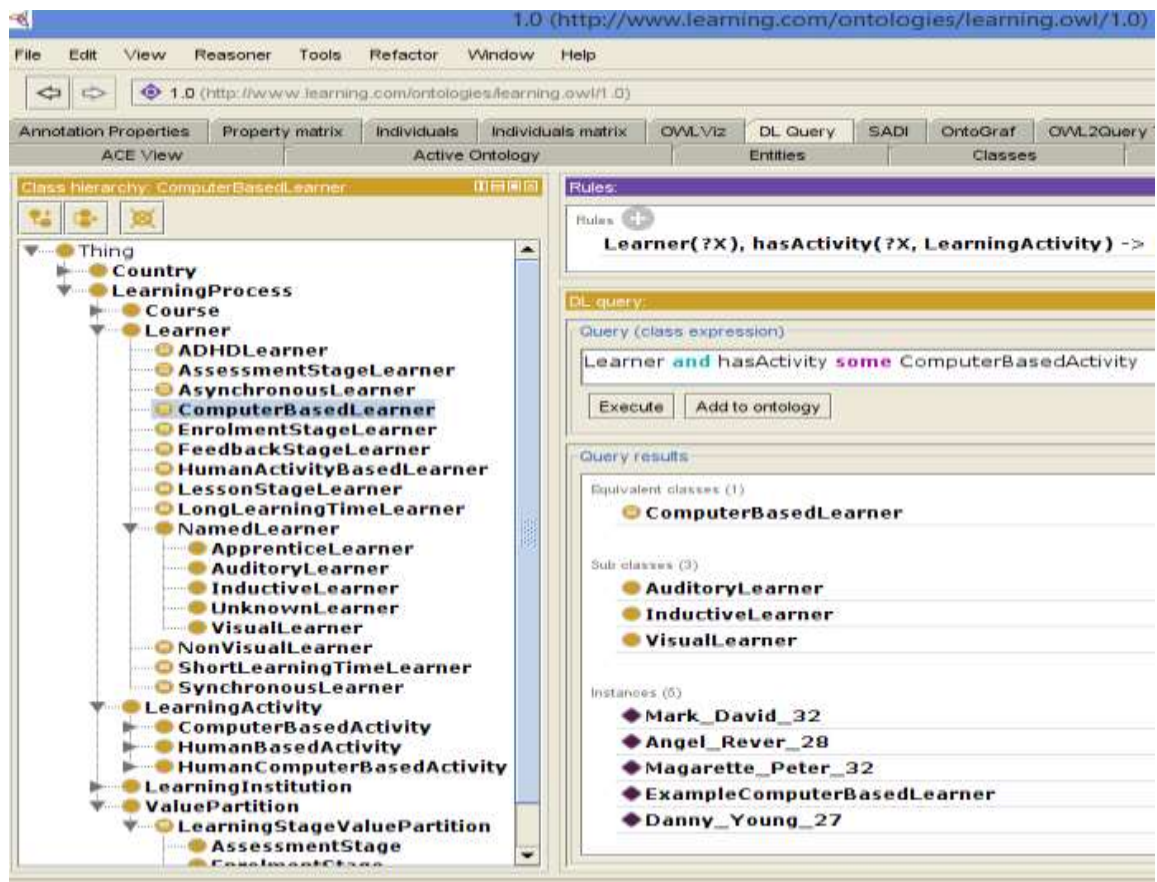 1.0 (http://www.learning.com/ontologies/learning.owl/1.0)
File Edit View Reasoner Tools Refactor Window Help
1.0 (http://www.learning.com/ontologies/learning.owl/1.0)
Annotation Properties Property matrix Individuals Individuals matrix OWLViz DL Query SADI OntoGraf OWL2Query
ACE View Active Ontology Entities Classes
Class hierarchy: ComputerBasedLearner
Thing
Country
LearningProcess
Course
Learner
ADHDLearner
AssessmentStageLearner
AsynchronousLearner
ComputerBasedLearner
EnrolmentStageLearner
FeedbackStageLearner
HumanActivityBasedLearner
LessonStageLearner
LongLearningTimeLearner
NamedLearner
ApprenticeLearner
AuditoryLearner
InductiveLearner
UnknownLearner
VisualLearner
NonVisualLearner
ShortLearningTimeLearner
SynchronousLearner
LearningActivity
ComputerBasedActivity
HumanBasedActivity
HumanComputerBasedActivity
LearningInstitution
ValuePartition
LearningStageValuePartition
AssessmentStage
EnrolmentStage
Rules:
Rules
Learner(?X), hasActivity(?X, LearningActivity) ->
DL query:
Query (class expression)
Learner and hasActivity some ComputerBasedActivity
Execute Add to ontology
Query results
Equivalent classes (1)
ComputerBasedLearner
Sub classes (3)
AuditoryLearner
InductiveLearner
VisualLearner
Instances (5)
Mark_David_32
Angel_Rever_28
Magarette_Peter_32
ExampleComputerBasedLearner
Danny_Young_27